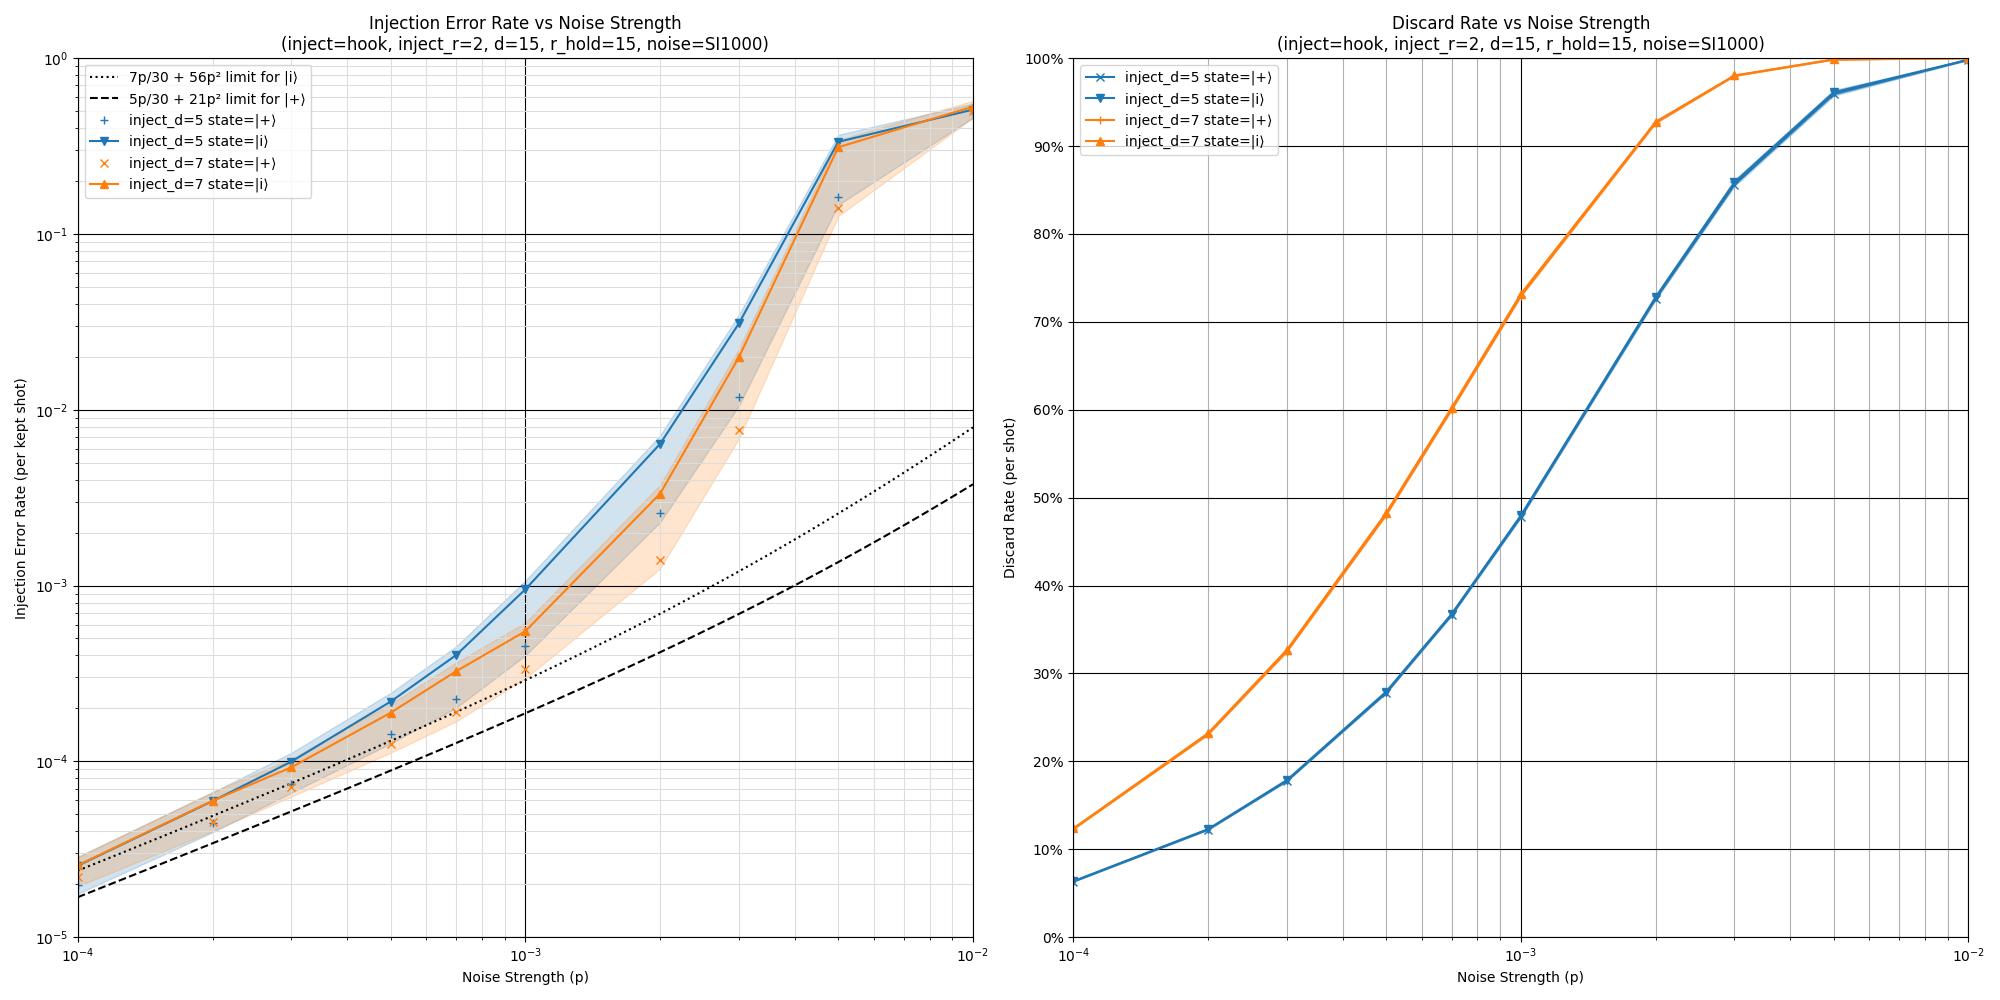 Injection Error Rate vs Noise Strength
(inject=hook, inject_r=2, d=15, r_hold=15, noise=SI1000)
10⁰
10⁻¹
10⁻²
10⁻³
10⁻⁴
10⁻⁵
Injection Error Rate (per kept shot)
7p/30 + 56p² limit for |i⟩
5p/30 + 21p² limit for |+⟩
inject_d=5 state=|+⟩
inject_d=5 state=|i⟩
inject_d=7 state=|+⟩
inject_d=7 state=|i⟩
10⁻⁴
10⁻³
10⁻²
Noise Strength (p)
Discard Rate vs Noise Strength
(inject=hook, inject_r=2, d=15, r_hold=15, noise=SI1000)
100%
90%
80%
70%
60%
50%
40%
30%
20%
10%
0%
Discard Rate (per shot)
inject_d=5 state=|+⟩
inject_d=5 state=|i⟩
inject_d=7 state=|+⟩
inject_d=7 state=|i⟩
10⁻⁴
10⁻³
10⁻²
Noise Strength (p)